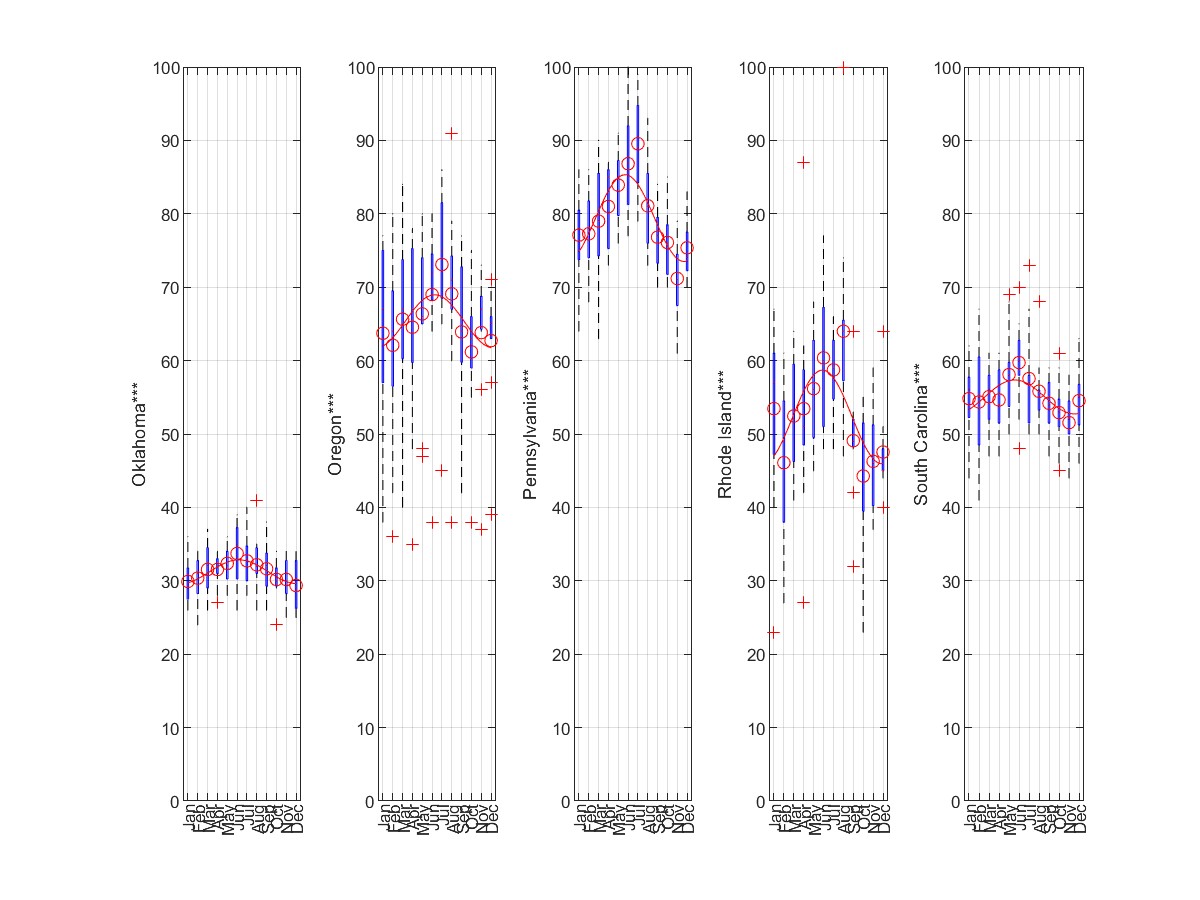 Oklahoma***
100
90
80
70
60
50
40
30
20
10
0
Jan
Feb
Mar
Apr
May
Jun
Jul
Aug
Sep
Oct
Nov
Dec
Oregon***
100
90
80
70
60
50
40
30
20
10
0
Jan
Feb
Mar
Apr
May
Jun
Jul
Aug
Sep
Oct
Nov
Dec
Pennsylvania***
100
90
80
70
60
50
40
30
20
10
0
Jan
Feb
Mar
Apr
May
Jun
Jul
Aug
Sep
Oct
Nov
Dec
Rhode Island***
100
90
80
70
60
50
40
30
20
10
0
Jan
Feb
Mar
Apr
May
Jun
Jul
Aug
Sep
Oct
Nov
Dec
South Carolina***
100
90
80
70
60
50
40
30
20
10
0
Jan
Feb
Mar
Apr
May
Jun
Jul
Aug
Sep
Oct
Nov
Dec